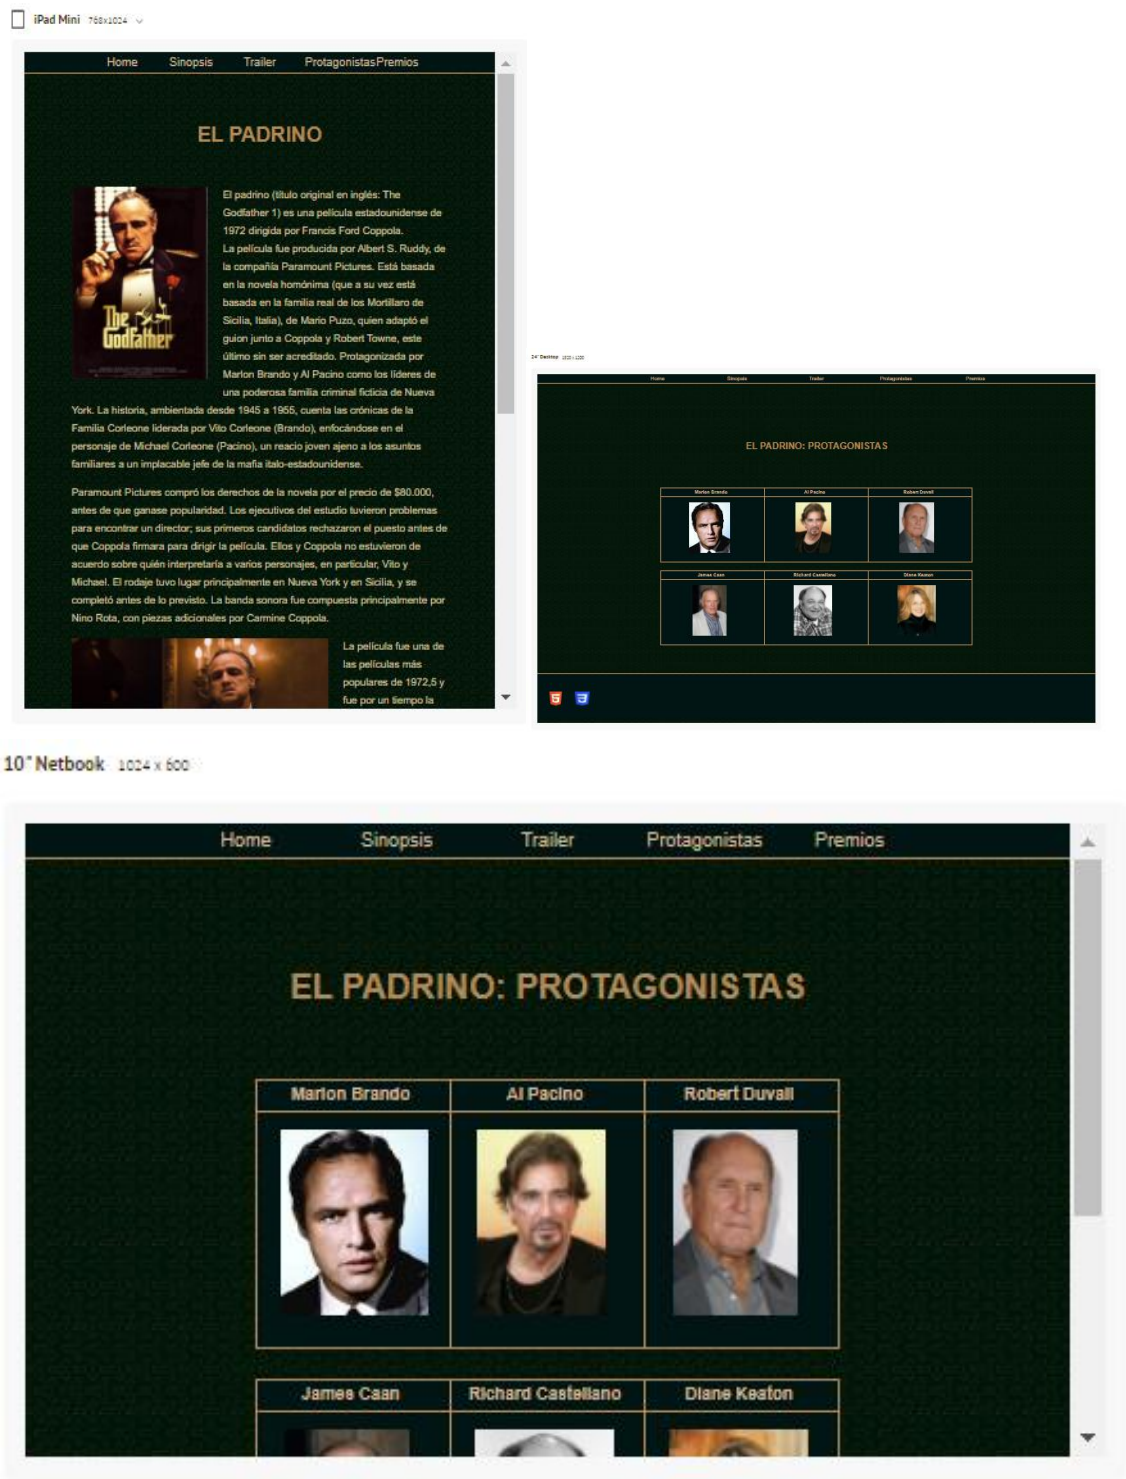 iPad Mini 768x1024
Home Sinopsis Trailer ProtagonistasPremios
EL PADRINO
The
Godfather
El padrino (título original en inglés: The
Godfather 1) es una película estadounidense de
1972 dirigida por Francis Ford Coppola.
La película fue producida por Albert S. Ruddy, de
la compañía Paramount Pictures. Está basada
en la novela homónima (que a su vez está
basada en la familia real de los Mortillaro de
Sicilia, Italia), de Mario Puzo, quien adaptó el
guion junto a Coppola y Robert Towne, este
último sin ser acreditado. Protagonizada por
Marlon Brando y Al Pacino como los líderes de
una poderosa familia criminal ficticia de Nueva
York. La historia, ambientada desde 1945 a 1955, cuenta las crónicas de la
Familia Corleone liderada por Vito Corleone (Brando), enfocándose en el
personaje de Michael Corleone (Pacino), un reacio joven ajeno a los asuntos
familiares a un implacable jefe de la mafia italo-estadounidense.
Paramount Pictures compró los derechos de la novela por el precio de $80.000,
antes de que ganase popularidad. Los ejecutivos del estudio tuvieron problemas
para encontrar un director; sus primeros candidatos rechazaron el puesto antes de
que Coppola firmara para dirigir la película. Ellos y Coppola no estuvieron de
acuerdo sobre quién interpretaría a varios personajes, en particular, Vito y
Michael. El rodaje tuvo lugar principalmente en Nueva York y en Sicilia, y se
completó antes de lo previsto. La banda sonora fue compuesta principalmente por
Nino Rota, con piezas adicionales por Carmine Coppola.
La película fue una de
las películas más
populares de 1972,5 y
fue por un tiempo la
24" Desktop
Home Sinopsis Trailer Protagonistas Premios
EL PADRINO: PROTAGONISTAS
Marlon Brando Al Pacino Robert Duvall
James Caan Richard Castellano Diane Keaton
10" Netbook 1024 x 600
Home Sinopsis Trailer Protagonistas Premios
EL PADRINO: PROTAGONISTAS
Marlon Brando Al Pacino Robert Duvall
James Caan Richard Castellano Diane Keaton